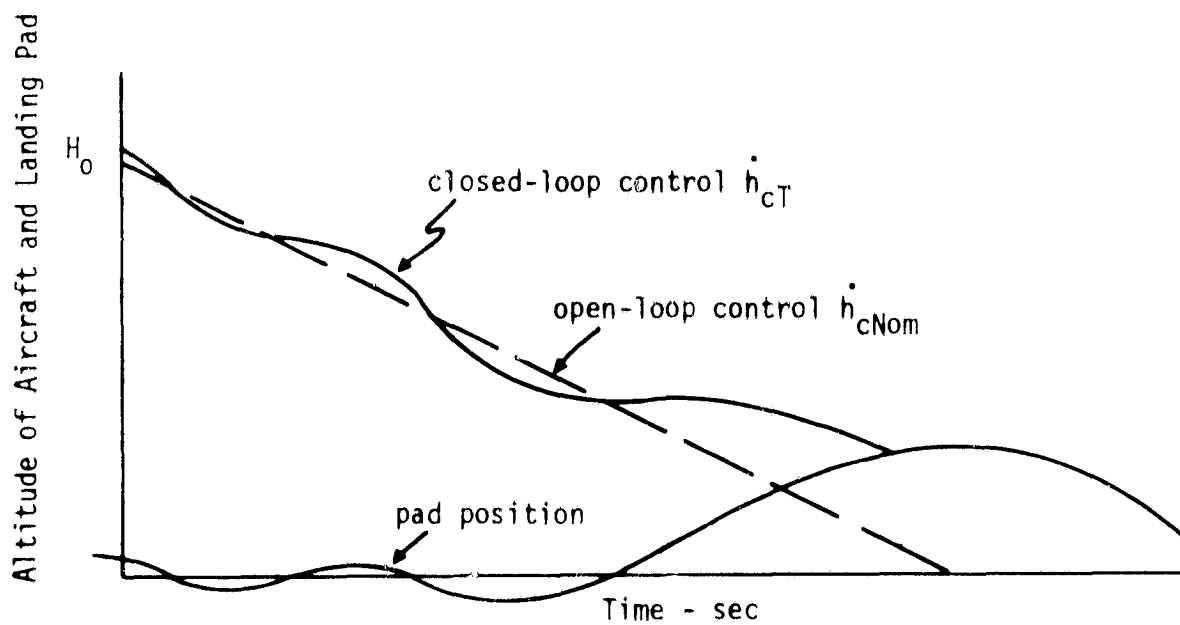 Altitude of Aircraft and Landing Pad
H₀
closed-loop control ḣcT
open-loop control ḣcNom
pad position
Time - sec